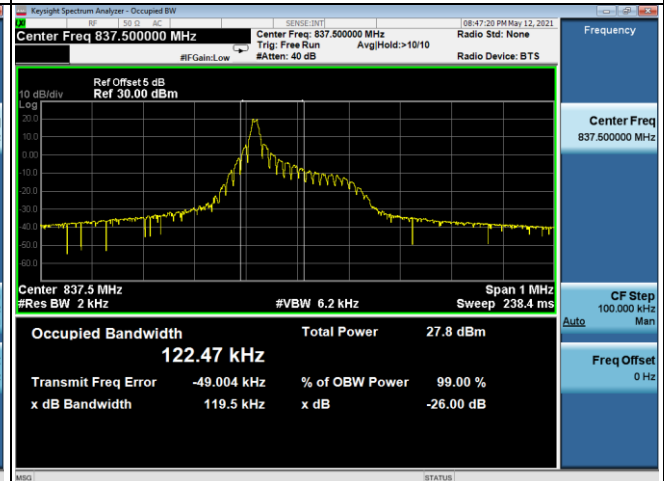 Keysight Spectrum Analyzer - Occupied BW
LXI RF 50 Ω AC SENSE:INT 08:47:20 PM May 12, 2021
Center Freq 837.500000 MHz
Center Freq: 837.500000 MHz
Radio Std: None
Trig: Free Run Avg|Hold:>10/10
#IFGain:Low #Atten: 40 dB Radio Device: BTS
Ref Offset 5 dB
10 dB/div Ref 30.00 dBm
Log
20.0
10.0
0.00
-10.0
-20.0
-30.0
-40.0
-50.0
-60.0
Center 837.5 MHz Span 1 MHz
#Res BW 2 kHz #VBW 6.2 kHz Sweep 238.4 ms
Occupied Bandwidth Total Power 27.8 dBm
122.47 kHz
Transmit Freq Error -49.004 kHz % of OBW Power 99.00 %
x dB Bandwidth 119.5 kHz x dB -26.00 dB
MSG STATUS
Frequency
Center Freq
837.500000 MHz
CF Step
100.000 kHz
Auto Man
Freq Offset
0 Hz